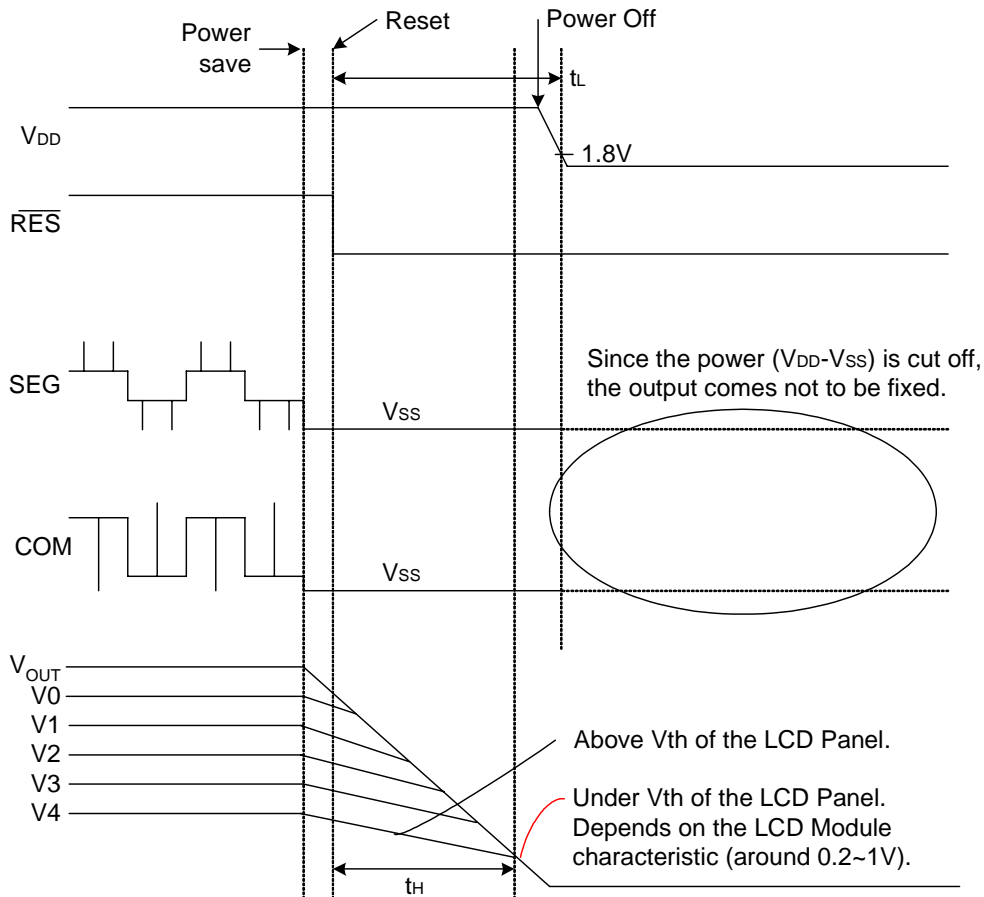 Power
save
Reset
Power Off
tL
VDD
1.8V
RES
SEG
VSS
Since the power (VDD-VSS) is cut off,
the output comes not to be fixed.
COM
VSS
VOUT
V0
V1
V2
V3
V4
Above Vth of the LCD Panel.
Under Vth of the LCD Panel.
Depends on the LCD Module
characteristic (around 0.2~1V).
tH